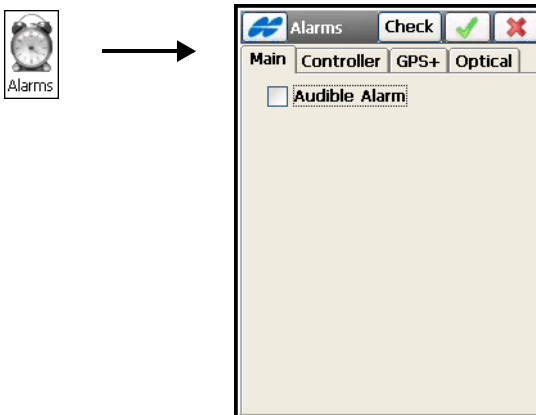 Alarms
Alarms Check
Main Controller GPS+ Optical
Audible Alarm